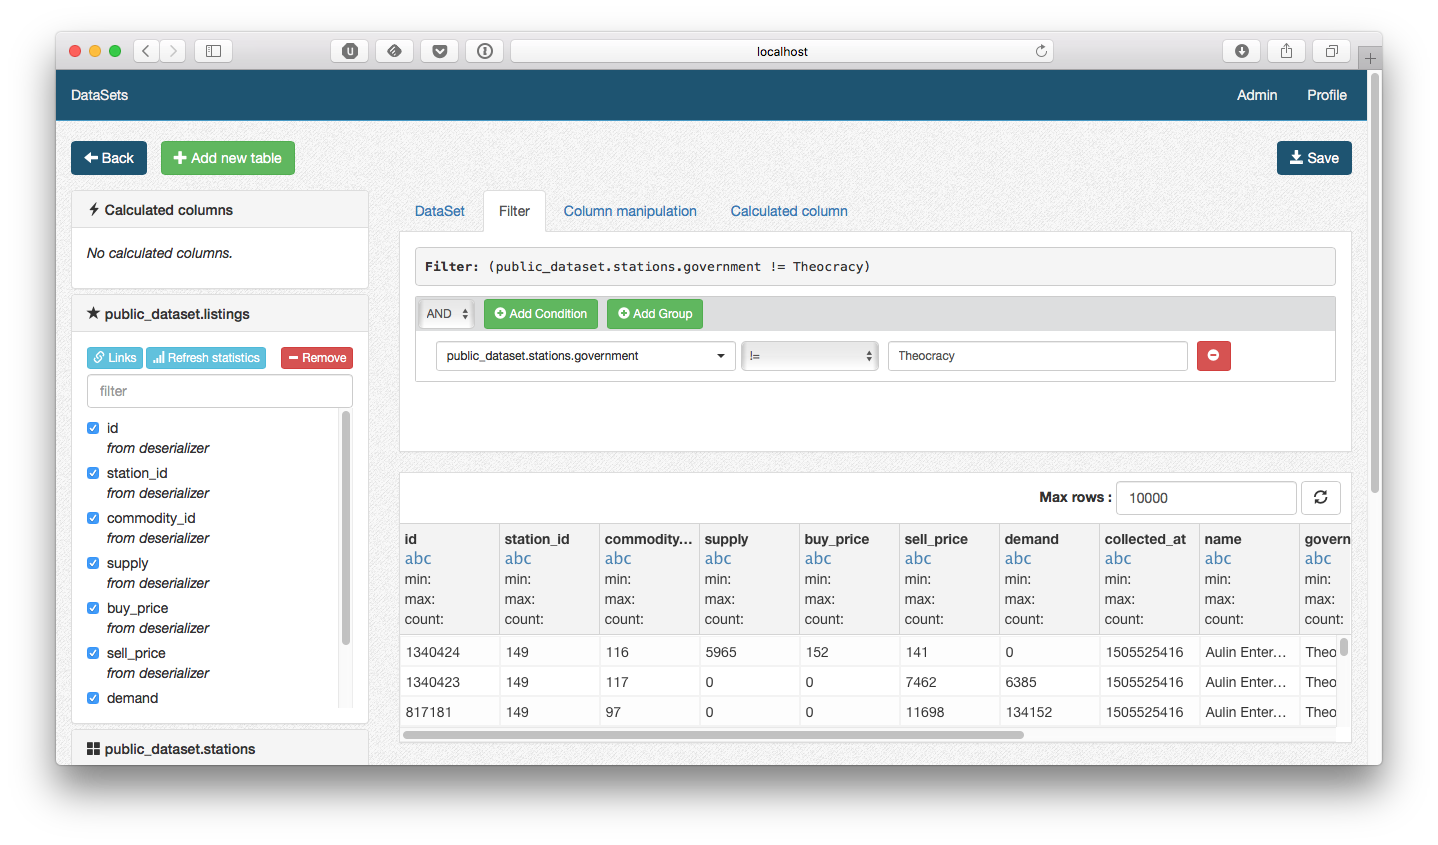 localhost
DataSets Admin Profile
Back Add new table Save
Calculated columns
No calculated columns.
public_dataset.listings
Links Refresh statistics Remove
filter
id
from deserializer
station_id
from deserializer
commodity_id
from deserializer
supply
from deserializer
buy_price
from deserializer
sell_price
from deserializer
demand
public_dataset.stations
DataSet Filter Column manipulation Calculated column
Filter: (public_dataset.stations.government != Theocracy)
AND Add Condition Add Group
public_dataset.stations.government != Theocracy
Max rows : 10000
id station_id commodity... supply buy_price sell_price demand collected_at name govern
abc abc abc abc abc abc abc abc abc abc
min: min: min: min: min: min: min: min: min: min:
max: max: max: max: max: max: max: max: max: max:
count: count: count: count: count: count: count: count: count: count:
1340424 149 116 5965 152 141 0 1505525416 Aulin Enter... Theo
1340423 149 117 0 0 7462 6385 1505525416 Aulin Enter... Theo
817181 149 97 0 0 11698 134152 1505525416 Aulin Enter... Theo